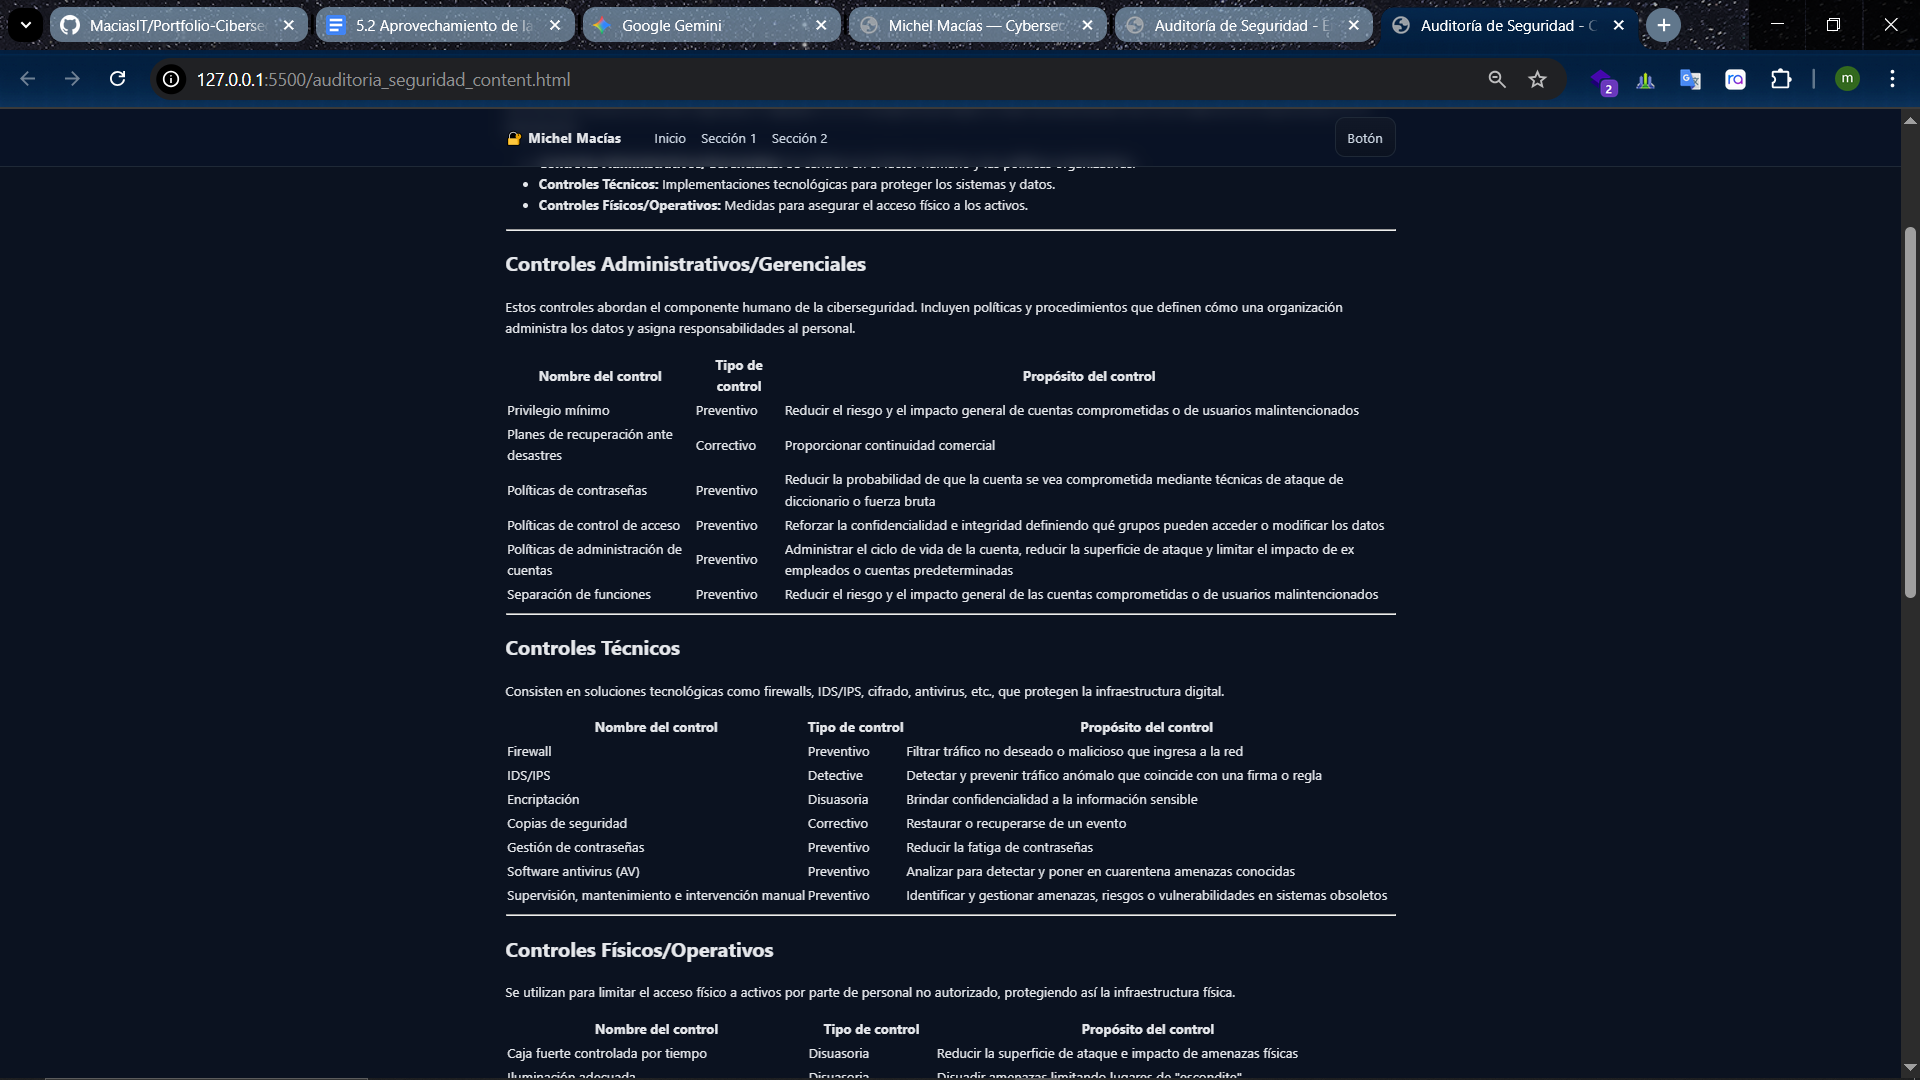 MaciasIT/Portfolio-Ciberse
5.2 Aprovechamiento de la
Google Gemini
Michel Macías — Cybersec
Auditoría de Seguridad - E
Auditoría de Seguridad - C
127.0.0.1:5500/auditoria_seguridad_content.html
2
m
Michel Macías
Inicio
Sección 1
Sección 2
Botón
Controles Técnicos: Implementaciones tecnológicas para proteger los sistemas y datos.
Controles Físicos/Operativos: Medidas para asegurar el acceso físico a los activos.
Controles Administrativos/Gerenciales
Estos controles abordan el componente humano de la ciberseguridad. Incluyen políticas y procedimientos que definen cómo una organización
administra los datos y asigna responsabilidades al personal.
Nombre del control Tipo de control Propósito del control
Privilegio mínimo Preventivo Reducir el riesgo y el impacto general de cuentas comprometidas o de usuarios malintencionados
Planes de recuperación ante desastres Correctivo Proporcionar continuidad comercial
Políticas de contraseñas Preventivo Reducir la probabilidad de que la cuenta se vea comprometida mediante técnicas de ataque de diccionario o fuerza bruta
Políticas de control de acceso Preventivo Reforzar la confidencialidad e integridad definiendo qué grupos pueden acceder o modificar los datos
Políticas de administración de cuentas Preventivo Administrar el ciclo de vida de la cuenta, reducir la superficie de ataque y limitar el impacto de ex empleados o cuentas predeterminadas
Separación de funciones Preventivo Reducir el riesgo y el impacto general de las cuentas comprometidas o de usuarios malintencionados
Controles Técnicos
Consisten en soluciones tecnológicas como firewalls, IDS/IPS, cifrado, antivirus, etc., que protegen la infraestructura digital.
Nombre del control Tipo de control Propósito del control
Firewall Preventivo Filtrar tráfico no deseado o malicioso que ingresa a la red
IDS/IPS Detective Detectar y prevenir tráfico anómalo que coincide con una firma o regla
Encriptación Disuasoria Brindar confidencialidad a la información sensible
Copias de seguridad Correctivo Restaurar o recuperarse de un evento
Gestión de contraseñas Preventivo Reducir la fatiga de contraseñas
Software antivirus (AV) Preventivo Analizar para detectar y poner en cuarentena amenazas conocidas
Supervisión, mantenimiento e intervención manual Preventivo Identificar y gestionar amenazas, riesgos o vulnerabilidades en sistemas obsoletos
Controles Físicos/Operativos
Se utilizan para limitar el acceso físico a activos por parte de personal no autorizado, protegiendo así la infraestructura física.
Nombre del control Tipo de control Propósito del control
Caja fuerte controlada por tiempo Disuasoria Reducir la superficie de ataque e impacto de amenazas físicas
Iluminación adecuada Disuasoria Disuadir amenazas limitando lugares de "escondite"